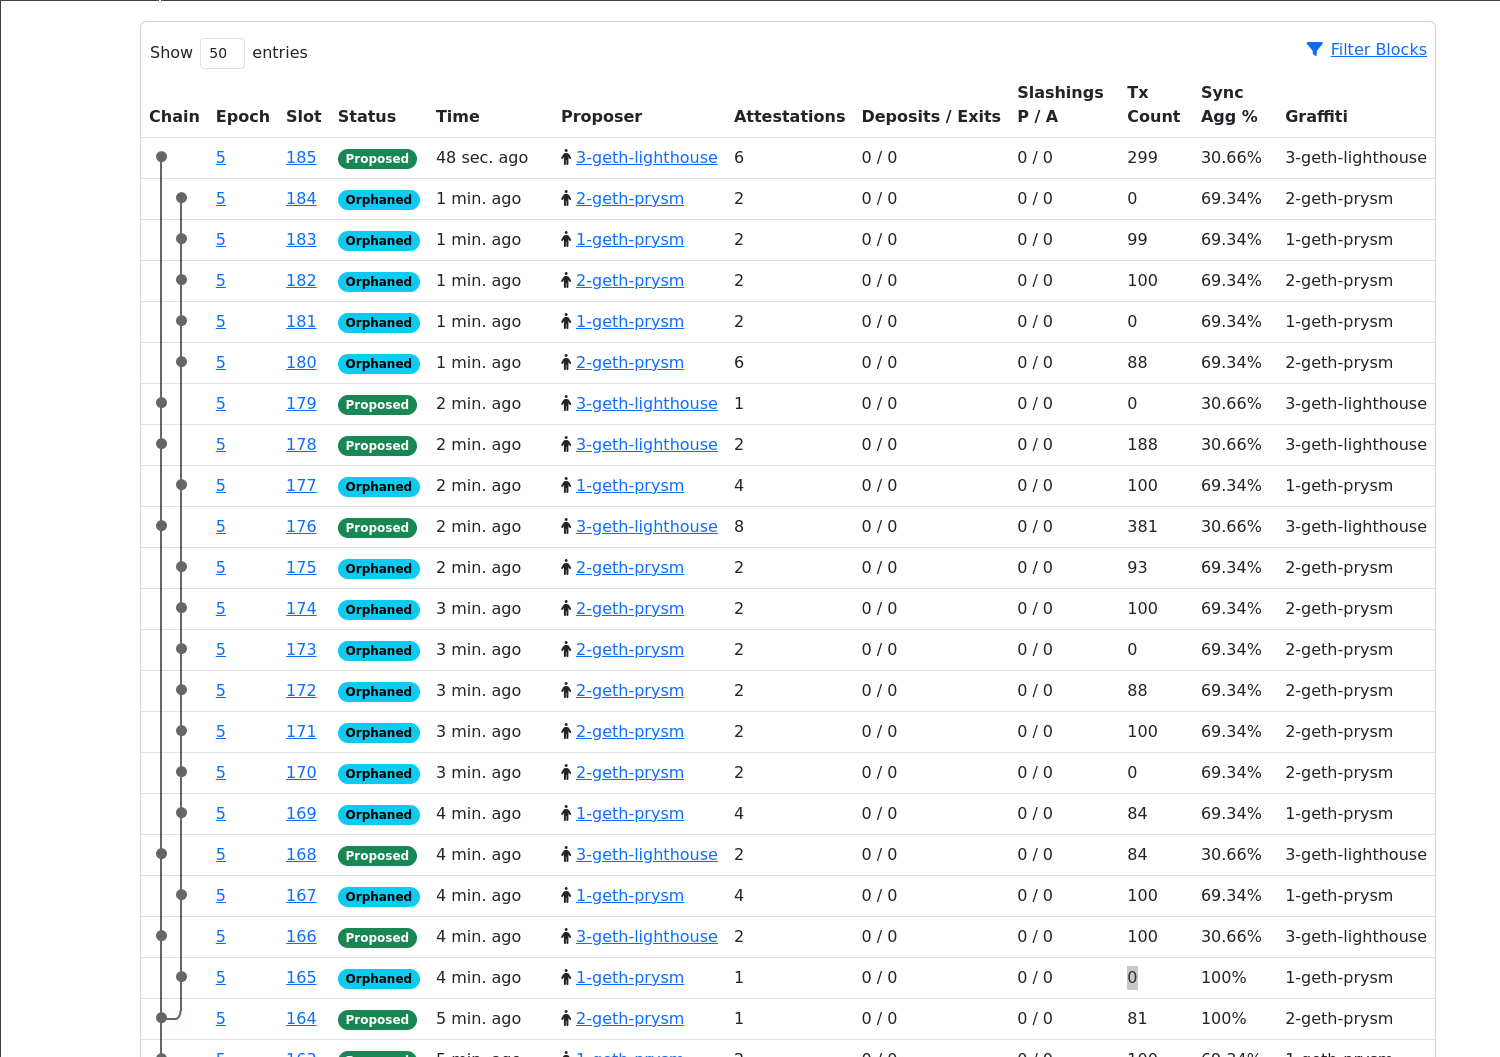 Show 50 entries
Filter Blocks
Chain Epoch Slot Status Time Proposer Attestations Deposits / Exits Slashings P / A Tx Count Sync Agg % Graffiti
5 185 Proposed 48 sec. ago 3-geth-lighthouse 6 0 / 0 0 / 0 299 30.66% 3-geth-lighthouse
5 184 Orphaned 1 min. ago 2-geth-prysm 2 0 / 0 0 / 0 0 69.34% 2-geth-prysm
5 183 Orphaned 1 min. ago 1-geth-prysm 2 0 / 0 0 / 0 99 69.34% 1-geth-prysm
5 182 Orphaned 1 min. ago 2-geth-prysm 2 0 / 0 0 / 0 100 69.34% 2-geth-prysm
5 181 Orphaned 1 min. ago 1-geth-prysm 2 0 / 0 0 / 0 0 69.34% 1-geth-prysm
5 180 Orphaned 1 min. ago 2-geth-prysm 6 0 / 0 0 / 0 88 69.34% 2-geth-prysm
5 179 Proposed 2 min. ago 3-geth-lighthouse 1 0 / 0 0 / 0 0 30.66% 3-geth-lighthouse
5 178 Proposed 2 min. ago 3-geth-lighthouse 2 0 / 0 0 / 0 188 30.66% 3-geth-lighthouse
5 177 Orphaned 2 min. ago 1-geth-prysm 4 0 / 0 0 / 0 100 69.34% 1-geth-prysm
5 176 Proposed 2 min. ago 3-geth-lighthouse 8 0 / 0 0 / 0 381 30.66% 3-geth-lighthouse
5 175 Orphaned 2 min. ago 2-geth-prysm 2 0 / 0 0 / 0 93 69.34% 2-geth-prysm
5 174 Orphaned 3 min. ago 2-geth-prysm 2 0 / 0 0 / 0 100 69.34% 2-geth-prysm
5 173 Orphaned 3 min. ago 2-geth-prysm 2 0 / 0 0 / 0 0 69.34% 2-geth-prysm
5 172 Orphaned 3 min. ago 2-geth-prysm 2 0 / 0 0 / 0 88 69.34% 2-geth-prysm
5 171 Orphaned 3 min. ago 2-geth-prysm 2 0 / 0 0 / 0 100 69.34% 2-geth-prysm
5 170 Orphaned 3 min. ago 2-geth-prysm 2 0 / 0 0 / 0 0 69.34% 2-geth-prysm
5 169 Orphaned 4 min. ago 1-geth-prysm 4 0 / 0 0 / 0 84 69.34% 1-geth-prysm
5 168 Proposed 4 min. ago 3-geth-lighthouse 2 0 / 0 0 / 0 84 30.66% 3-geth-lighthouse
5 167 Orphaned 4 min. ago 1-geth-prysm 4 0 / 0 0 / 0 100 69.34% 1-geth-prysm
5 166 Proposed 4 min. ago 3-geth-lighthouse 2 0 / 0 0 / 0 100 30.66% 3-geth-lighthouse
5 165 Orphaned 4 min. ago 1-geth-prysm 1 0 / 0 0 / 0 0 100% 1-geth-prysm
5 164 Proposed 5 min. ago 2-geth-prysm 1 0 / 0 0 / 0 81 100% 2-geth-prysm